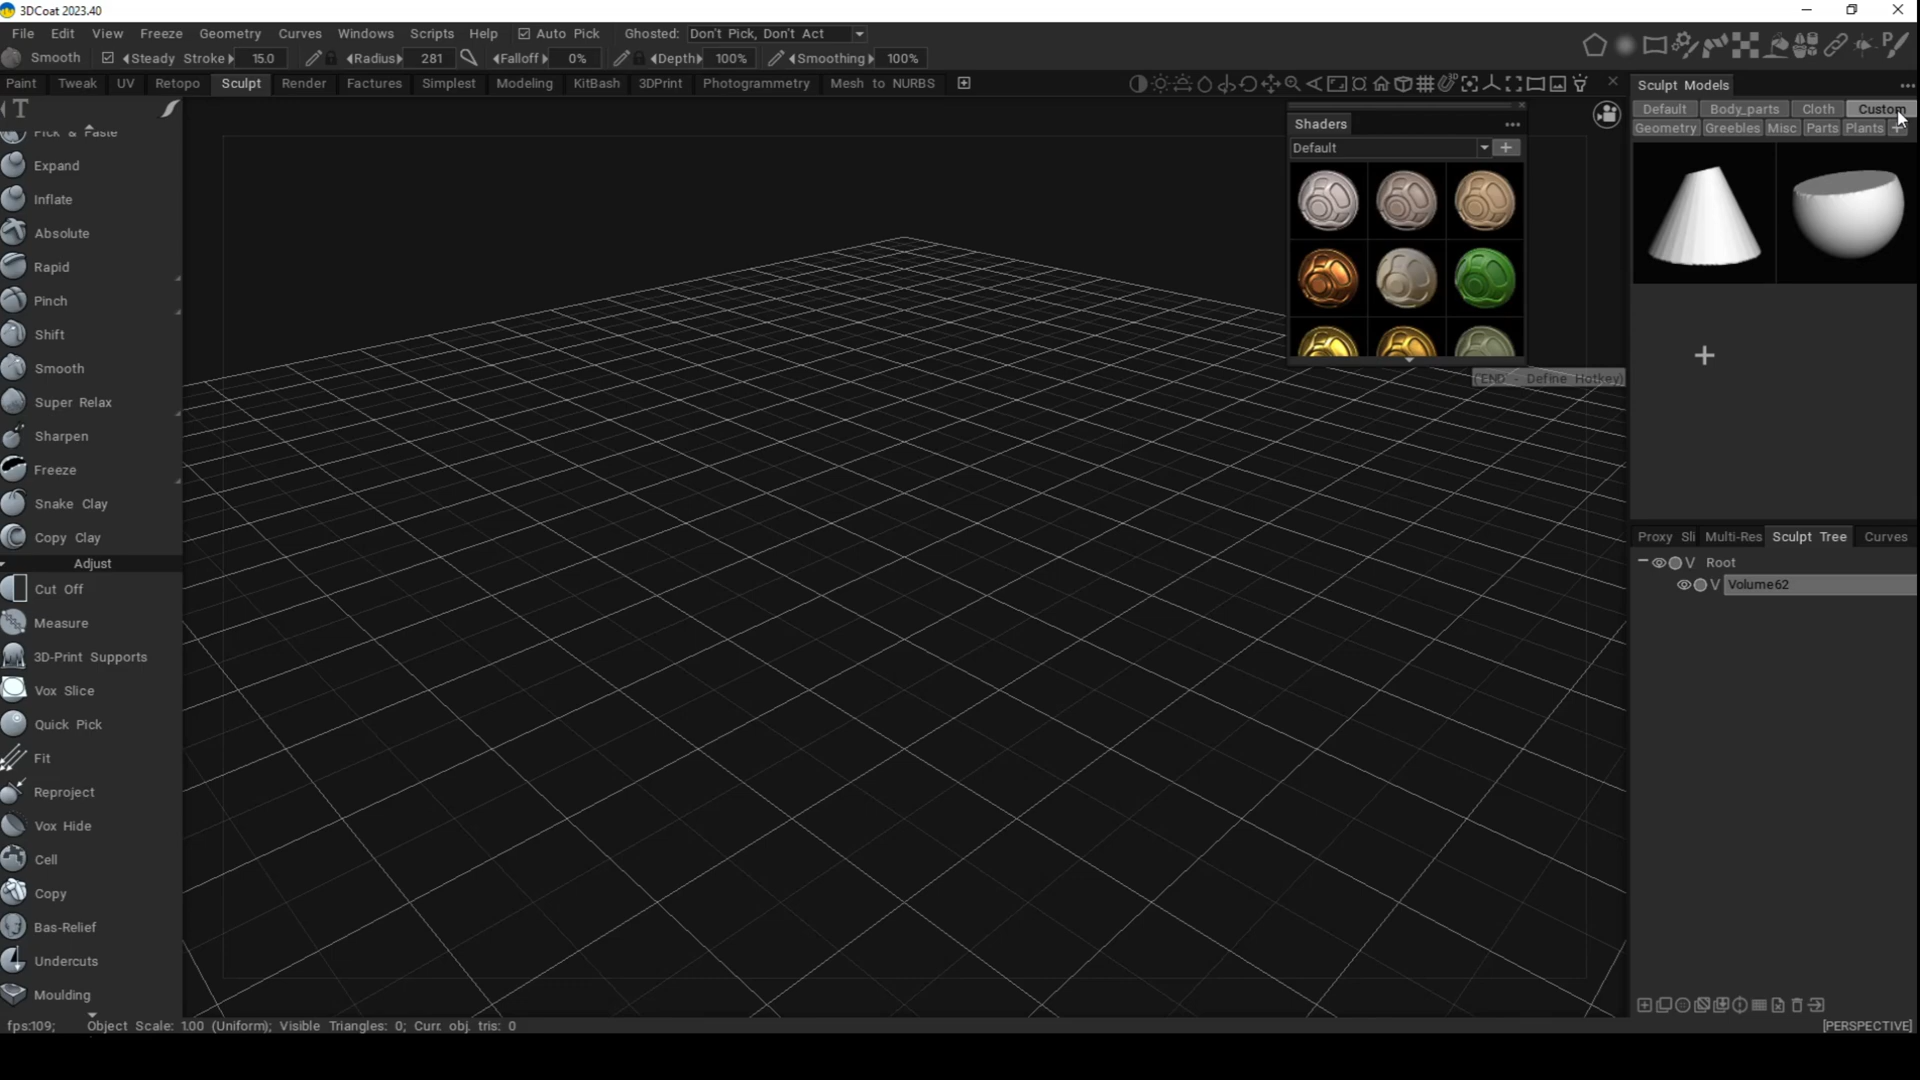 3DCoat 2023.40
File Edit View Freeze Geometry Curves Windows Scripts Help Auto Pick Ghosted: Don't Pick, Don't Act
Smooth Steady Stroke 15.0 Radius 281 Falloff 0% Depth 100% Smoothing 100%
Paint Tweak UV Retopo Sculpt Render Factures Simplest Modeling KitBash 3DPrint Photogrammetry Mesh to NURBS
Sculpt Models
Default Body_parts Cloth Custom
Geometry Greebles Misc Parts Plants +
T
Pick & Paste
Expand
Inflate
Absolute
Rapid
Pinch
Shift
Smooth
Super Relax
Sharpen
Freeze
Snake Clay
Copy Clay
Adjust
Cut Off
Measure
3D-Print Supports
Vox Slice
Quick Pick
Fit
Reproject
Vox Hide
Cell
Copy
Bas-Relief
Undercuts
Moulding
Shaders
Default
(END - Define Hotkey)
Proxy Sli Multi-Res Sculpt Tree Curves
V Root
V Volume62
fps:109; Object Scale: 1.00 (Uniform); Visible Triangles: 0; Curr. obj. tris: 0
[PERSPECTIVE]